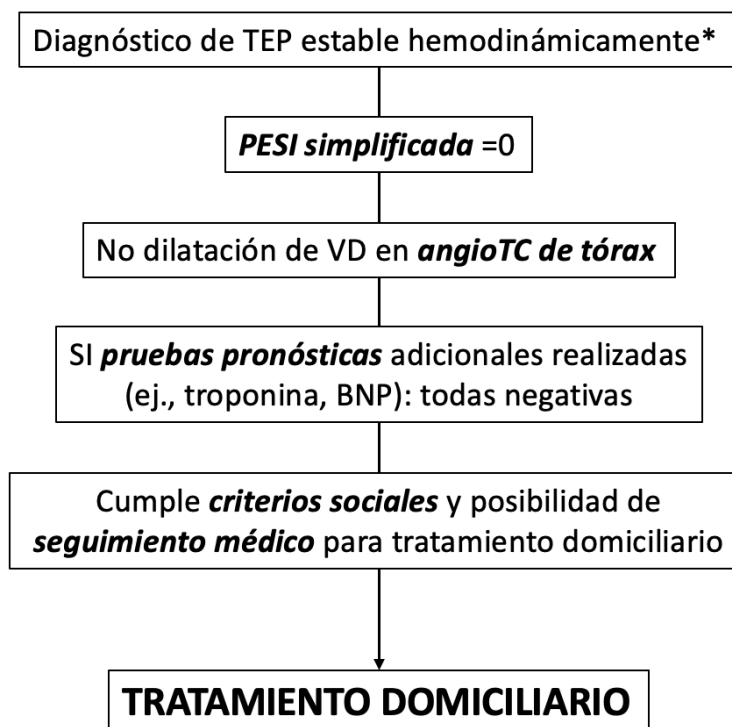 Diagnóstico de TEP estable hemodinámicamente*
PESI simplificada =0
No dilatación de VD en angioTC de tórax
SI pruebas pronósticas adicionales realizadas
(ej., troponina, BNP): todas negativas
Cumple criterios sociales y posibilidad de
seguimiento médico para tratamiento domiciliario
TRATAMIENTO DOMICILIARIO